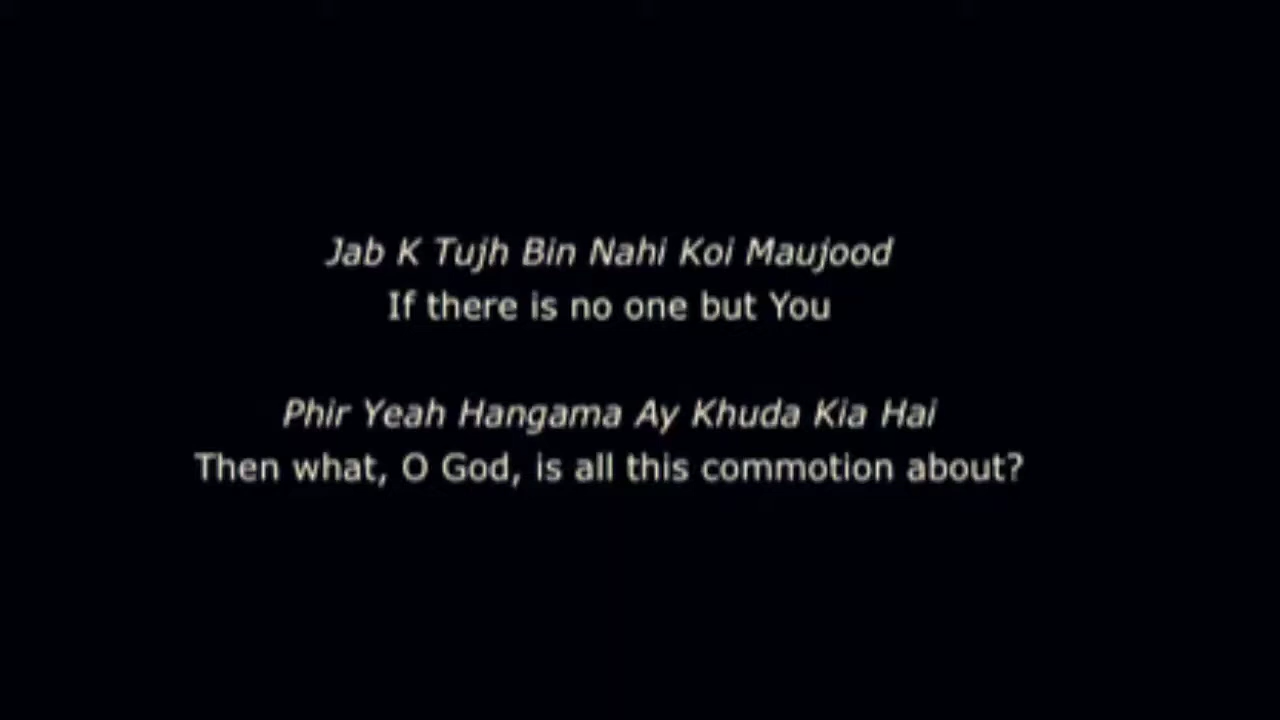 Jab K Tujh Bin Nahi Koi Maujood
If there is no one but You
Phir Yeah Hangama Ay Khuda Kia Hai
Then what, O God, is all this commotion about?